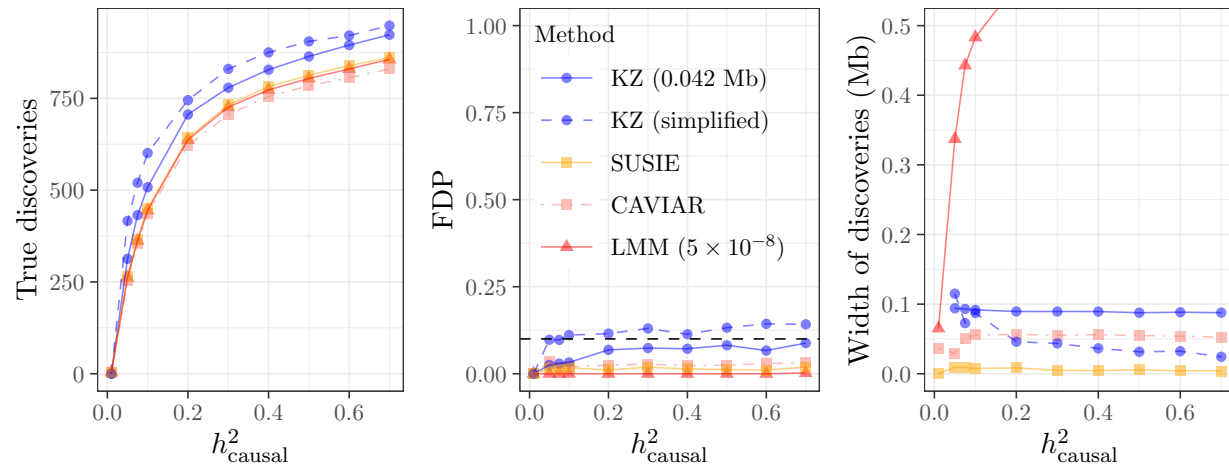 True discoveries
750
500
250
0
0.0
0.2
0.4
0.6
h²causal
FDP
1.00
0.75
0.50
0.25
0.00
0.0
0.2
0.4
0.6
h²causal
Method
KZ (0.042 Mb)
KZ (simplified)
SUSIE
CAVIAR
LMM (5 × 10⁻⁸)
Width of discoveries (Mb)
0.5
0.4
0.3
0.2
0.1
0.0
0.0
0.2
0.4
0.6
h²causal